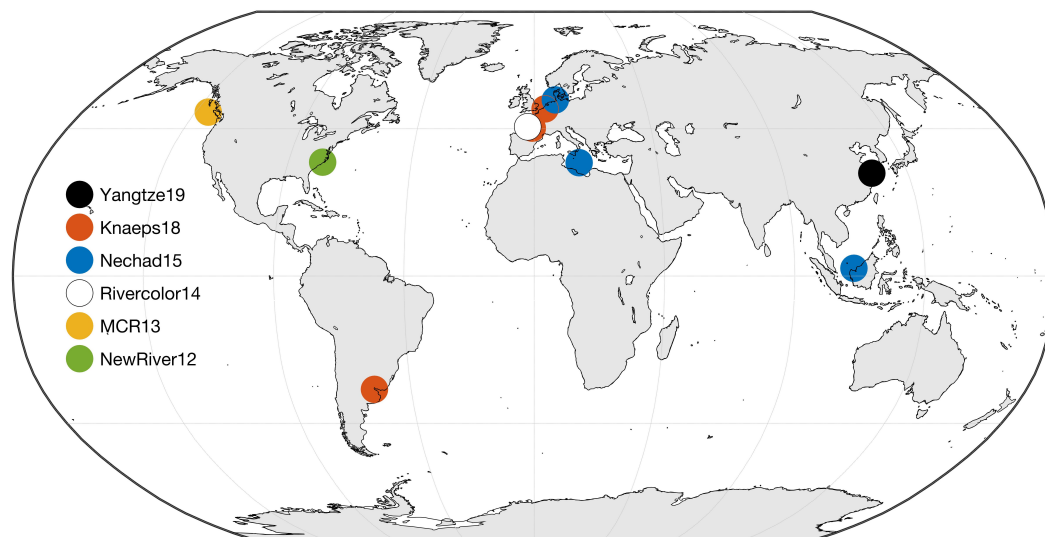 Yangtze19
Knaeps18
Nechad15
Rivercolor14
MCR13
NewRiver12